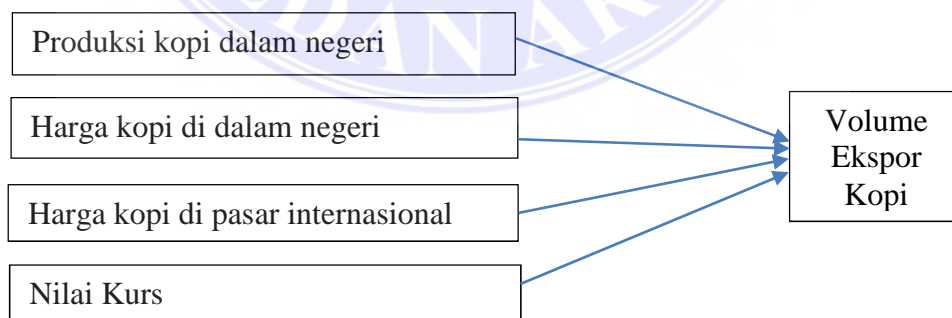 Produksi kopi dalam negeri
Harga kopi di dalam negeri
Harga kopi di pasar internasional
Nilai Kurs
Volume
Ekspor
Kopi